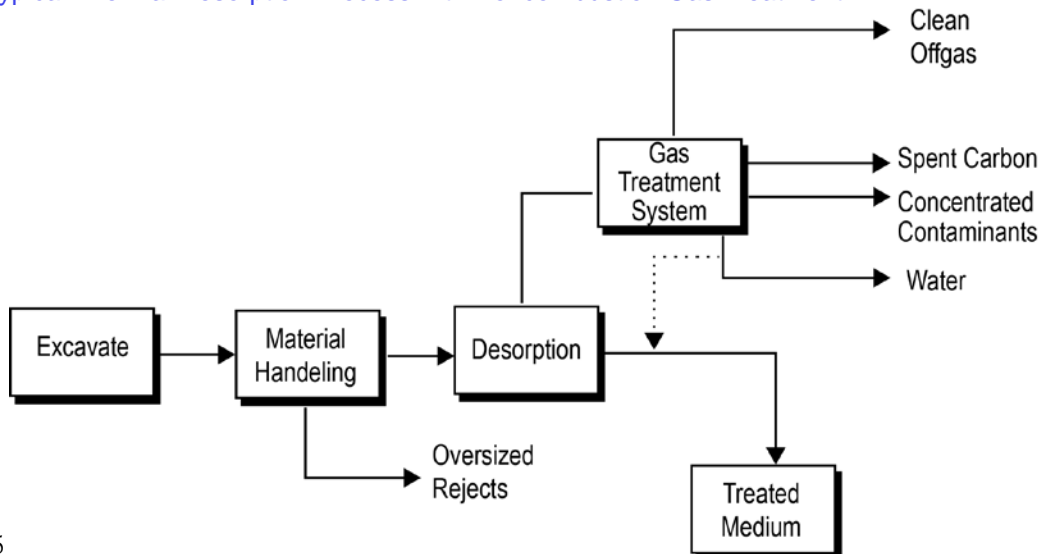 Clean
Offgas
Gas
Treatment
System
Spent Carbon
Concentrated
Contaminants
Water
Excavate
Material
Handeling
Desorption
Oversized
Rejects
Treated
Medium